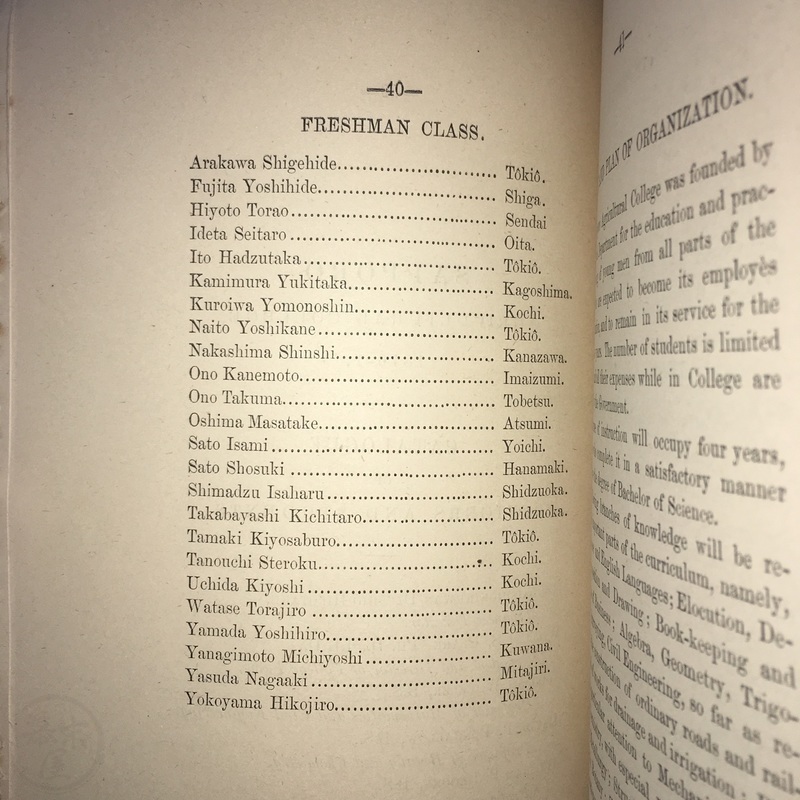 —40—
FRESHMAN CLASS.
Arakawa Shigehide........................................Tôkiô.
Fujita Yoshihide........................................Shiga.
Hiyoto Torao........................................Sendai
Ideta Seitaro........................................Oita.
Ito Hadzutaka........................................Tôkiô.
Kamimura Yukitaka........................................Kagoshima.
Kuroiwa Yomonoshin........................................Kochi.
Naito Yoshikane........................................Tôkiô.
Nakashima Shinshi........................................Kanazawa.
Ono Kanemoto........................................Imaizumi.
Ono Takuma........................................Tobetsu.
Oshima Masatake........................................Atsumi.
Sato Isami........................................Yoichi.
Sato Shosuki........................................Hanamaki.
Shimadzu Isaharu........................................Shidzuoka.
Takabayashi Kichitaro........................................Shidzuoka.
Tamaki Kiyosaburo........................................Tôkiô.
Tanouchi Steroku........................................Kochi.
Uchida Kiyoshi........................................Kochi.
Watase Torajiro........................................Tôkiô.
Yamada Yoshihiro........................................Tôkiô.
Yanagimoto Michiyoshi........................................Kuwana.
Yasuda Nagaaki........................................Mitajiri.
Yokoyama Hikojiro........................................Tôkiô.
PLAN OF ORGANIZATION.
Agricultural College was founded by
for the education and prac-
young men from all parts of the
expected to become its employès
and to remain in its service for the
The number of students is limited
their expenses while in College are
Government.
of instruction will occupy four years,
complete it in a satisfactory manner
degree of Bachelor of Science.
branches of knowledge will be re-
parts of the curriculum, namely,
and English Languages; Elocution, De-
and Drawing; Book-keeping and
Algebra, Geometry, Trigo-
Civil Engineering, so far as re-
of ordinary roads and rail-
for drainage and irrigation;
attention to Mechan
with especial